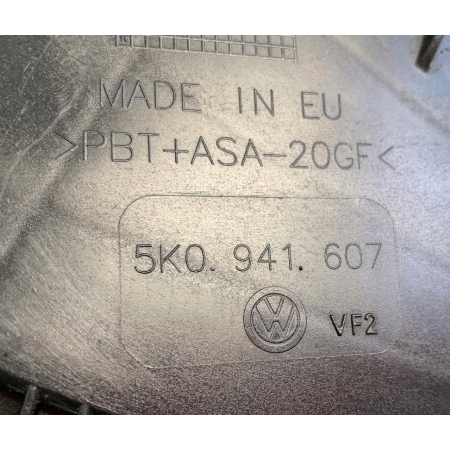 MADE IN EU
>PBT+ASA-20GF<
5K0. 941. 607
VF2